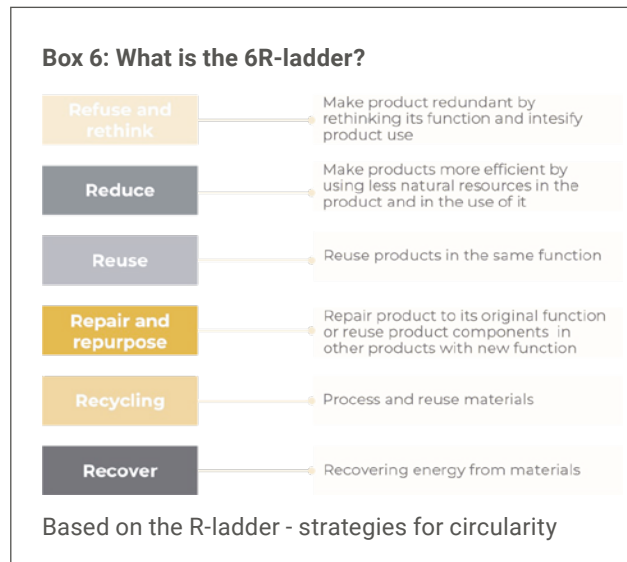 Box 6: What is the 6R-ladder?
Refuse and
rethink
Make product redundant by
rethinking its function and intesify
product use
Reduce
Make products more efficient by
using less natural resources in the
product and in the use of it
Reuse
Reuse products in the same function
Repair and
repurpose
Repair product to its original function
or reuse product components in
other products with new function
Recycling
Process and reuse materials
Recover
Recovering energy from materials
Based on the R-ladder - strategies for circularity